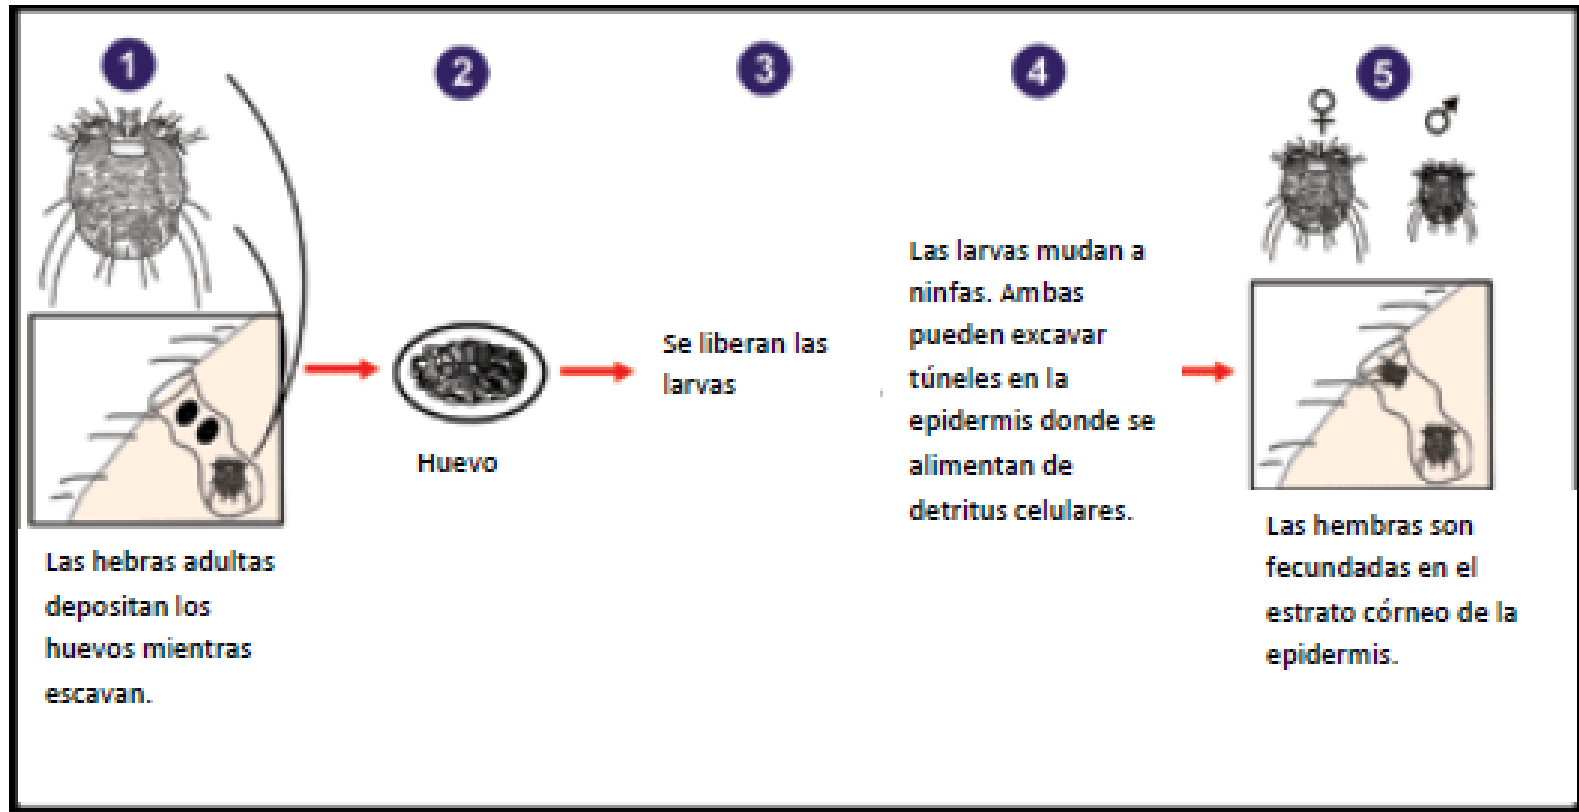 1
2
3
4
5
Las hebras adultas
depositan los
huevos mientras
escavan.
Huevo
Se liberan las
larvas
Las larvas mudan a
ninfas. Ambas
pueden excavar
túneles en la
epidermis donde se
alimentan de
detritus celulares.
Las hembras son
fecundadas en el
estrato córneo de la
epidermis.